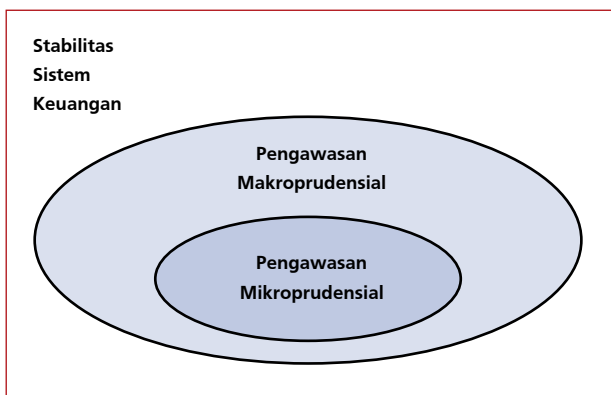 Stabilitas
Sistem
Keuangan
Pengawasan
Makroprudensial
Pengawasan
Mikroprudensial